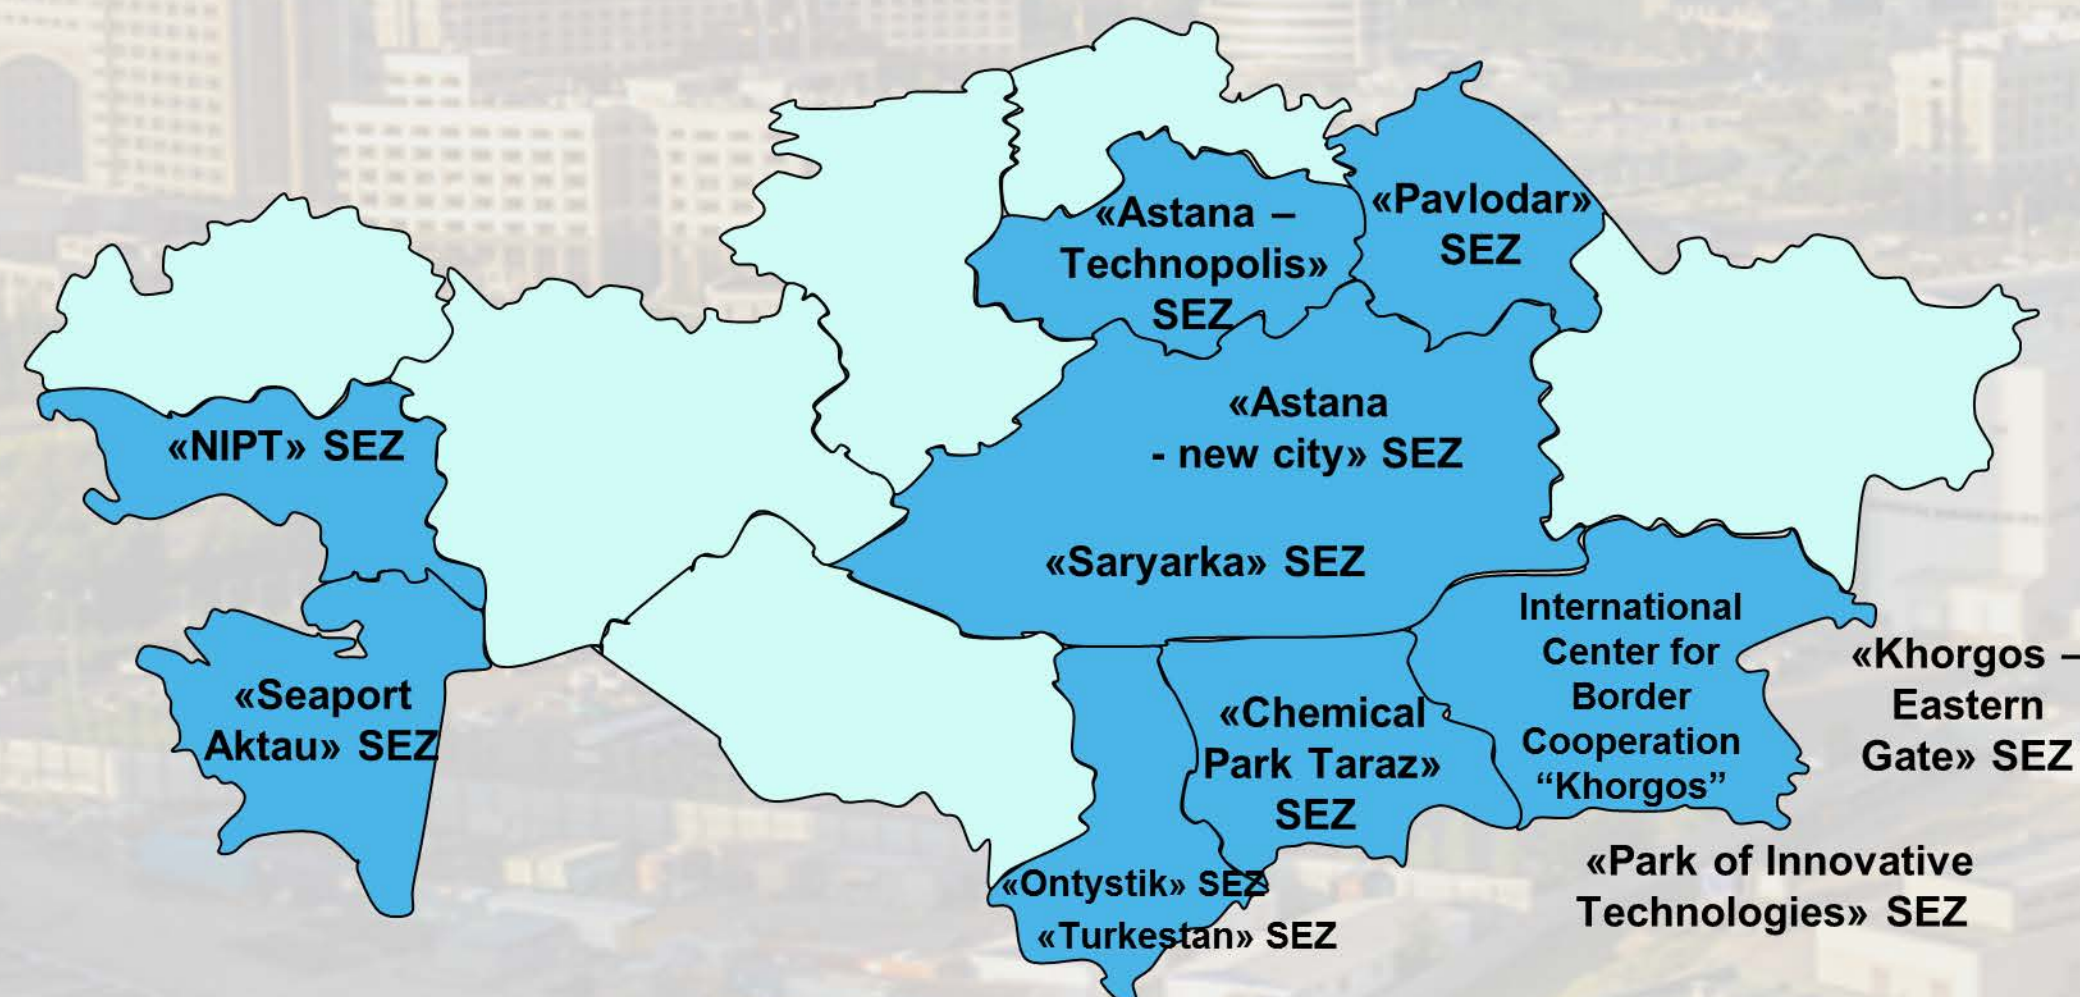 «Astana –
Technopolis»
SEZ
«Pavlodar»
SEZ
«NIPT» SEZ
«Astana
- new city» SEZ
«Saryarka» SEZ
International
Center for
Border
Cooperation
“Khorgos”
«Khorgos –
Eastern
Gate» SEZ
«Seaport
Aktau» SEZ
«Chemical
Park Taraz»
SEZ
«Park of Innovative
Technologies» SEZ
«Ontystik» SEZ
«Turkestan» SEZ